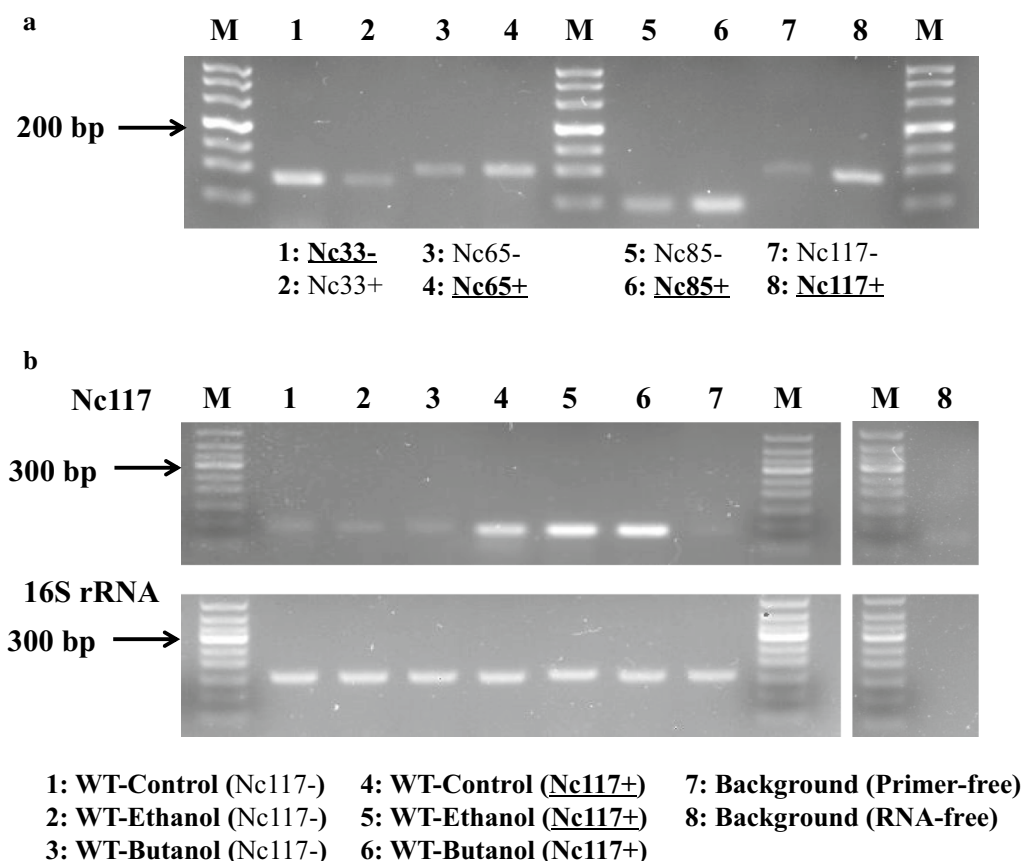 a
M 1 2 3 4 M 5 6 7 8 M
200 bp
1: Nc33- 3: Nc65- 5: Nc85- 7: Nc117-
2: Nc33+ 4: Nc65+ 6: Nc85+ 8: Nc117+
b
Nc117 M 1 2 3 4 5 6 7 M M 8
300 bp
16S rRNA
300 bp
1: WT-Control (Nc117-) 4: WT-Control (Nc117+) 7: Background (Primer-free)
2: WT-Ethanol (Nc117-) 5: WT-Ethanol (Nc117+) 8: Background (RNA-free)
3: WT-Butanol (Nc117-) 6: WT-Butanol (Nc117+)